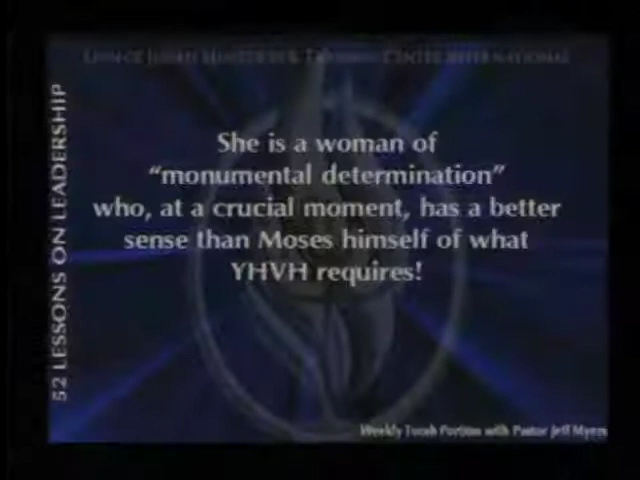 52 LESSONS ON LEADERSHIP
She is a woman of
“monumental determination”
who, at a crucial moment, has a better
sense than Moses himself of what
YHVH requires!
Weekly Torah Portion with Pastor Jeff Myers